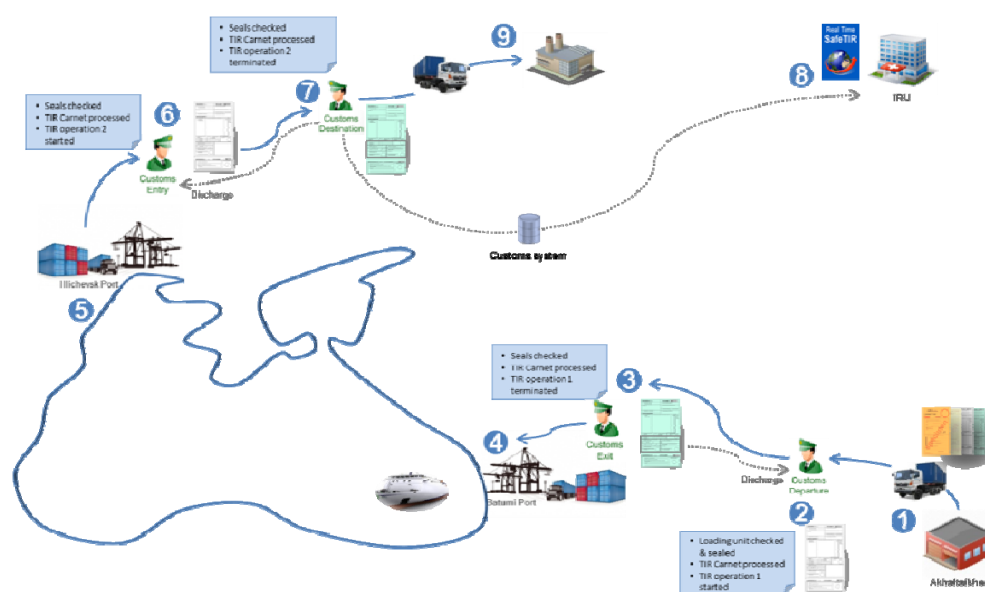 • Seals checked
• TIR Carnet processed
• TIR operation 2
terminated
9
Real Time
SafeTIR
8
IRU
• Seals checked
• TIR Carnet processed
• TIR operation 2
started
6
7
Customs
Destination
Customs
Entry
Discharge
Customs system
Illichevsk Port
5
• Seals checked
• TIR Carnet processed
• TIR operation 1
terminated
3
4
Customs
Exit
Batumi Port
Discharge
Customs
Departure
2
1
• Loading unit checked
& sealed
• TIR Carnet processed
• TIR operation 1
started